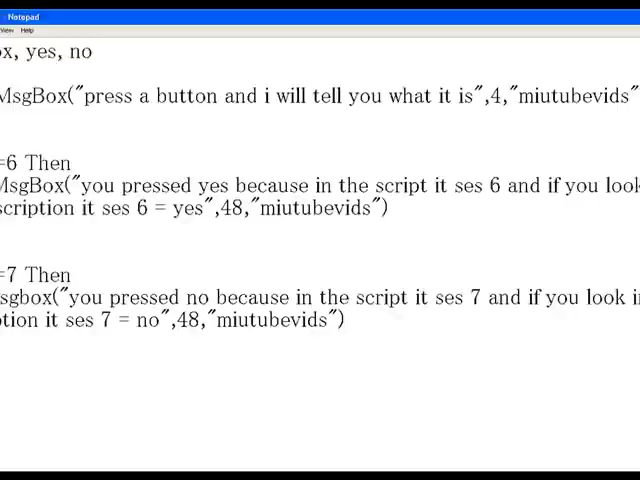 - Notepad
View Help
ox, yes, no
MsgBox("press a button and i will tell you what it is",4,"miutubevids"
=6 Then
MsgBox("you pressed yes because in the script it ses 6 and if you look
scription it ses 6 = yes",48,"miutubevids")
=7 Then
sgbox("you pressed no because in the script it ses 7 and if you look in
ption it ses 7 = no",48,"miutubevids")